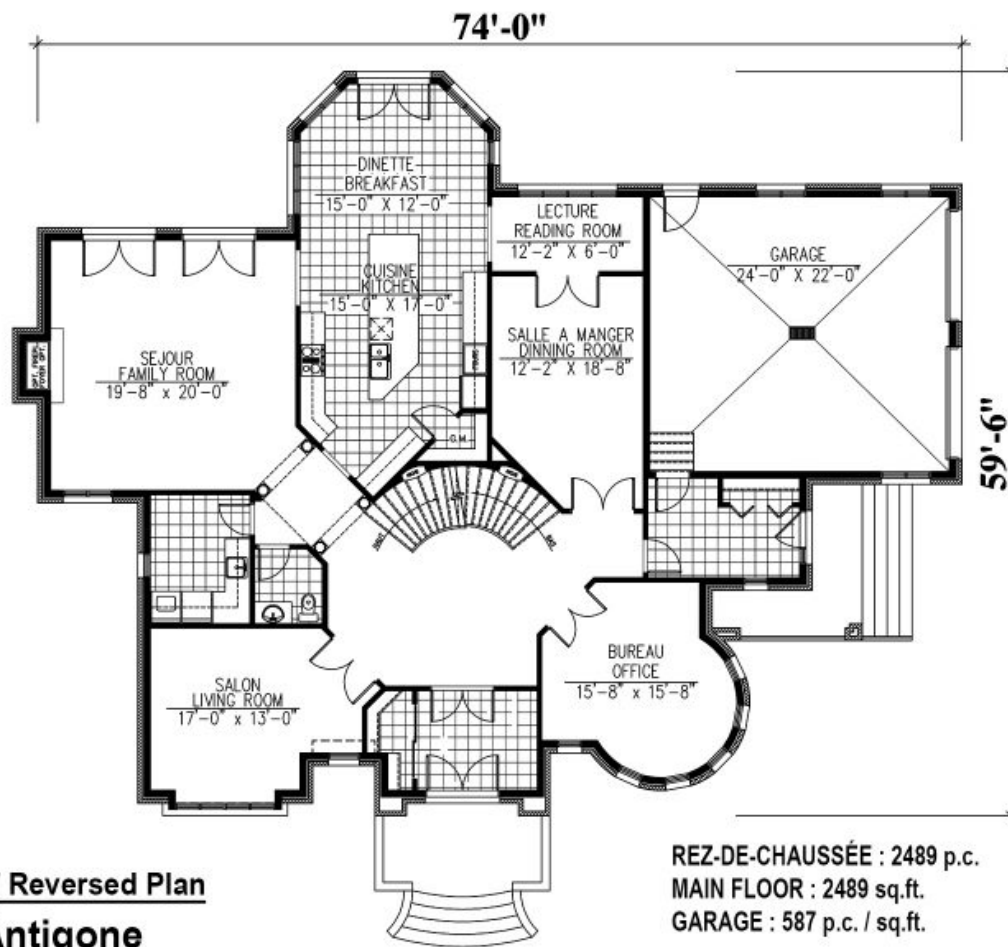 74'-0"
DINETTE
BREAKFAST
15'-0" X 12'-0"
LECTURE
READING ROOM
12'-2" X 6'-0"
GARAGE
24'-0" X 22'-0"
CUISINE
KITCHEN
15'-0" X 17'-0"
SALLE A MANGER
DINNING ROOM
12'-2" X 18'-8"
SEJOUR
FAMILY ROOM
19'-8" x 20'-0"
59'-6"
G.M.
BUREAU
OFFICE
15'-8" x 15'-8"
SALON
LIVING ROOM
17'-0" x 13'-0"
Reversed Plan
Antigone
REZ-DE-CHAUSSÉE : 2489 p.c.
MAIN FLOOR : 2489 sq.ft.
GARAGE : 587 p.c. / sq.ft.